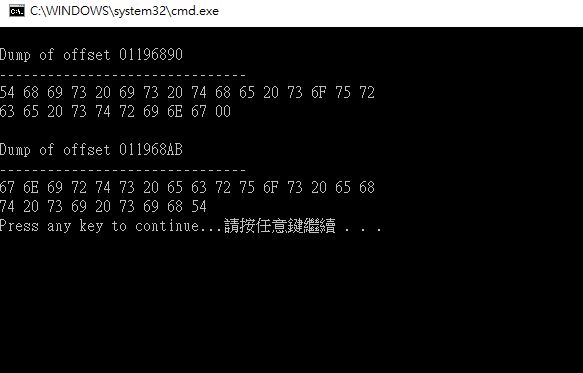 C:\WINDOWS\system32\cmd.exe
Dump of offset 01196890
-------------------------------
54 68 69 73 20 69 73 20 74 68 65 20 73 6F 75 72
63 65 20 73 74 72 69 6E 67 00
Dump of offset 011968AB
-------------------------------
67 6E 69 72 74 73 20 65 63 72 75 6F 73 20 65 68
74 20 73 69 20 73 69 68 54
Press any key to continue...請按任意鍵繼續 . . .